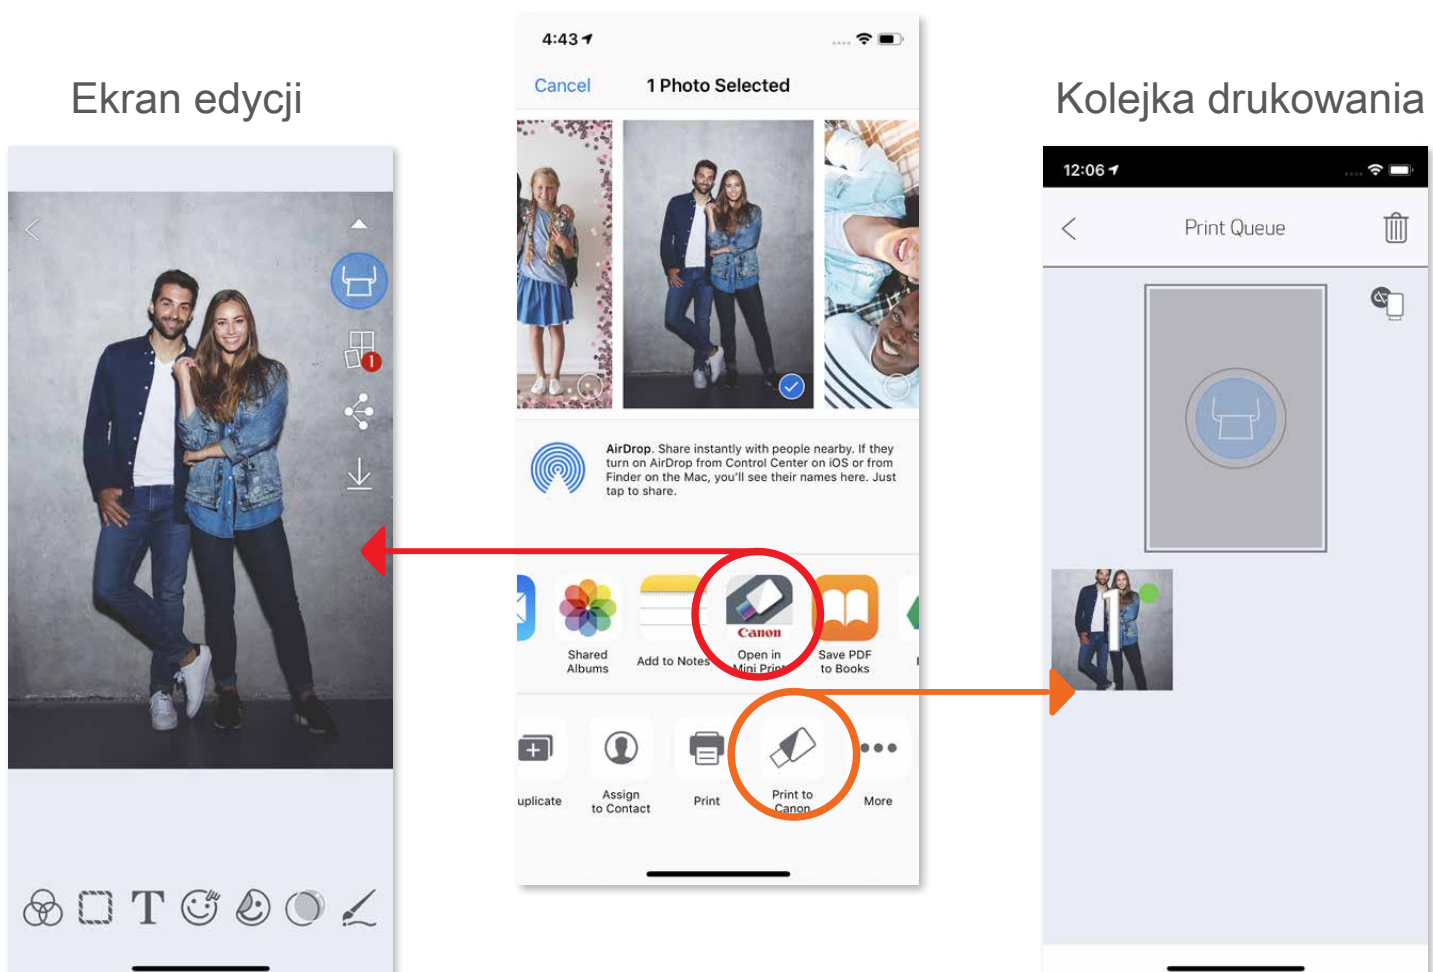 Ekran edycji
1
4:43
Cancel
1 Photo Selected
AirDrop. Share instantly with people nearby. If they
turn on AirDrop from Control Center on iOS or from
Finder on the Mac, you'll see their names here. Just
tap to share.
Shared
Albums
Add to Notes
Canon
Open in
Mini Print
Save PDF
to Books
uplicate
Assign
to Contact
Print
Print to
Canon
More
T
Kolejka drukowania
12:06
Print Queue
1